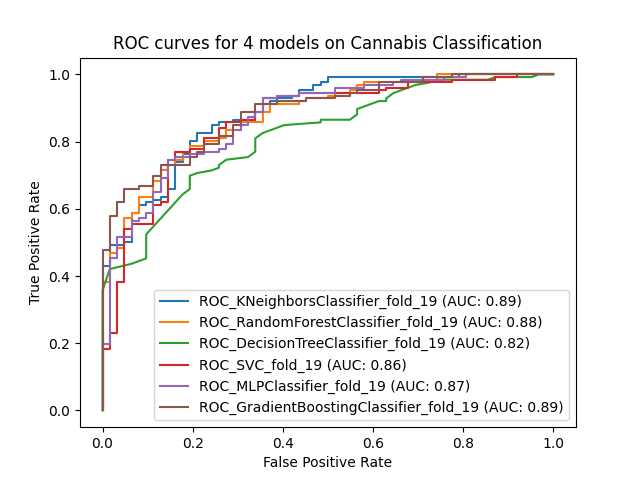 ROC curves for 4 models on Cannabis Classification
True Positive Rate
1.0
0.8
0.6
0.4
0.2
0.0
ROC_KNeighborsClassifier_fold_19 (AUC: 0.89)
ROC_RandomForestClassifier_fold_19 (AUC: 0.88)
ROC_DecisionTreeClassifier_fold_19 (AUC: 0.82)
ROC_SVC_fold_19 (AUC: 0.86)
ROC_MLPClassifier_fold_19 (AUC: 0.87)
ROC_GradientBoostingClassifier_fold_19 (AUC: 0.89)
0.0 0.2 0.4 0.6 0.8 1.0
False Positive Rate